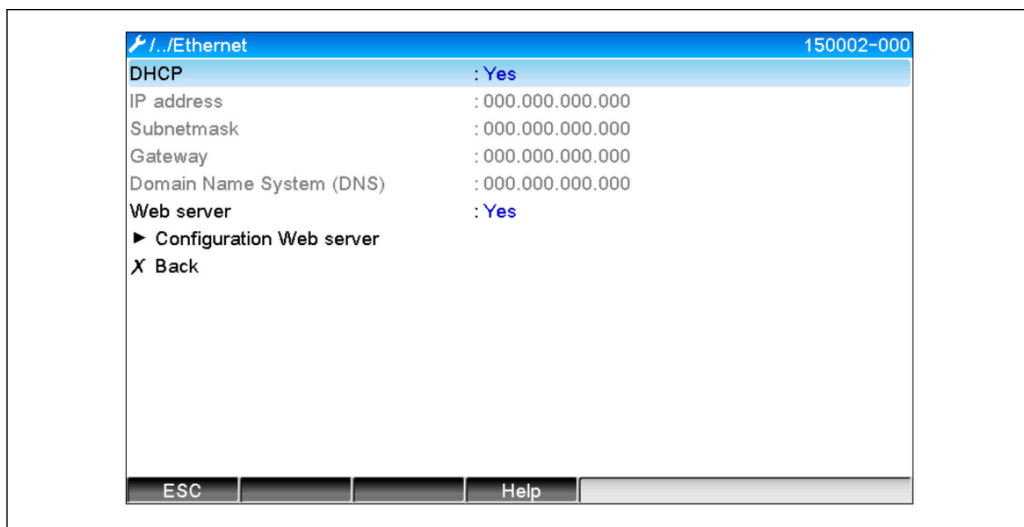 /../Ethernet 150002-000
DHCP : Yes
IP address : 000.000.000.000
Subnetmask : 000.000.000.000
Gateway : 000.000.000.000
Domain Name System (DNS) : 000.000.000.000
Web server : Yes
► Configuration Web server
X Back
ESC Help